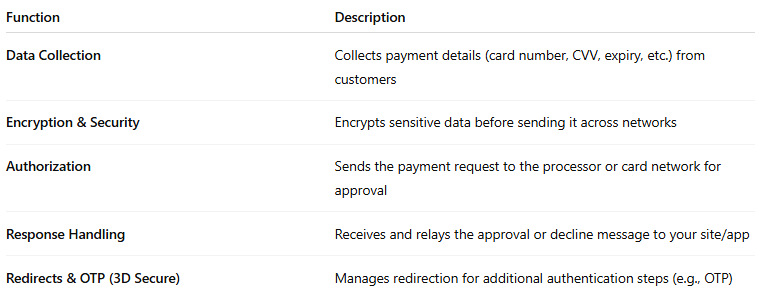 Function Description
Data Collection Collects payment details (card number, CVV, expiry, etc.) from
customers
Encryption & Security Encrypts sensitive data before sending it across networks
Authorization Sends the payment request to the processor or card network for
approval
Response Handling Receives and relays the approval or decline message to your site/app
Redirects & OTP (3D Secure) Manages redirection for additional authentication steps (e.g., OTP)